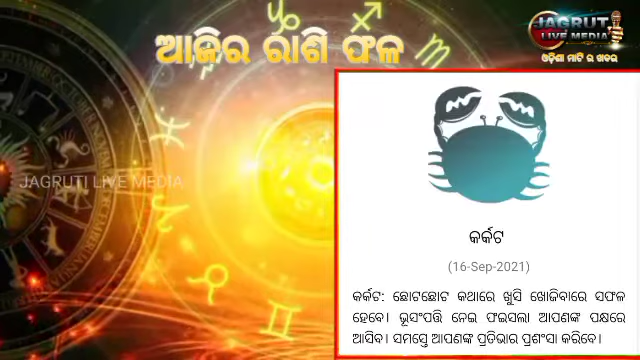 ଆଜିର ରାଶି ଫଳ
JAGRUTI
LIVE MEDIA
ଓଡ଼ିଶା ମାଟି ର ଖବର
JAGRUTI LIVE MEDIA
କର୍କଟ
(16-Sep-2021)
କର୍କଟ: ଛୋଟଛୋଟ କଥାରେ ଖୁସି ଖୋଜିବାରେ ସଫଳ
ହେବେ। ଭୂସଂପତ୍ତି ନେଇ ଫଇସଲା ଆପଣଙ୍କ ପକ୍ଷରେ
ଆସିବ। ସମସ୍ତେ ଆପଣଙ୍କ ପ୍ରତିଭାର ପ୍ରଶଂସା କରିବେ।